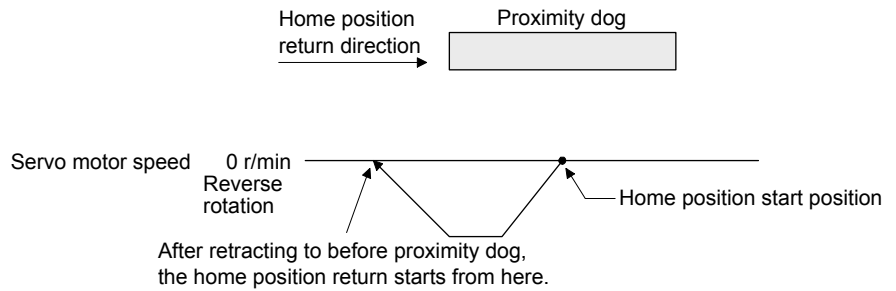 Home position
return direction
Proximity dog
Servo motor speed 0 r/min
Reverse
rotation
Home position start position
After retracting to before proximity dog,
the home position return starts from here.